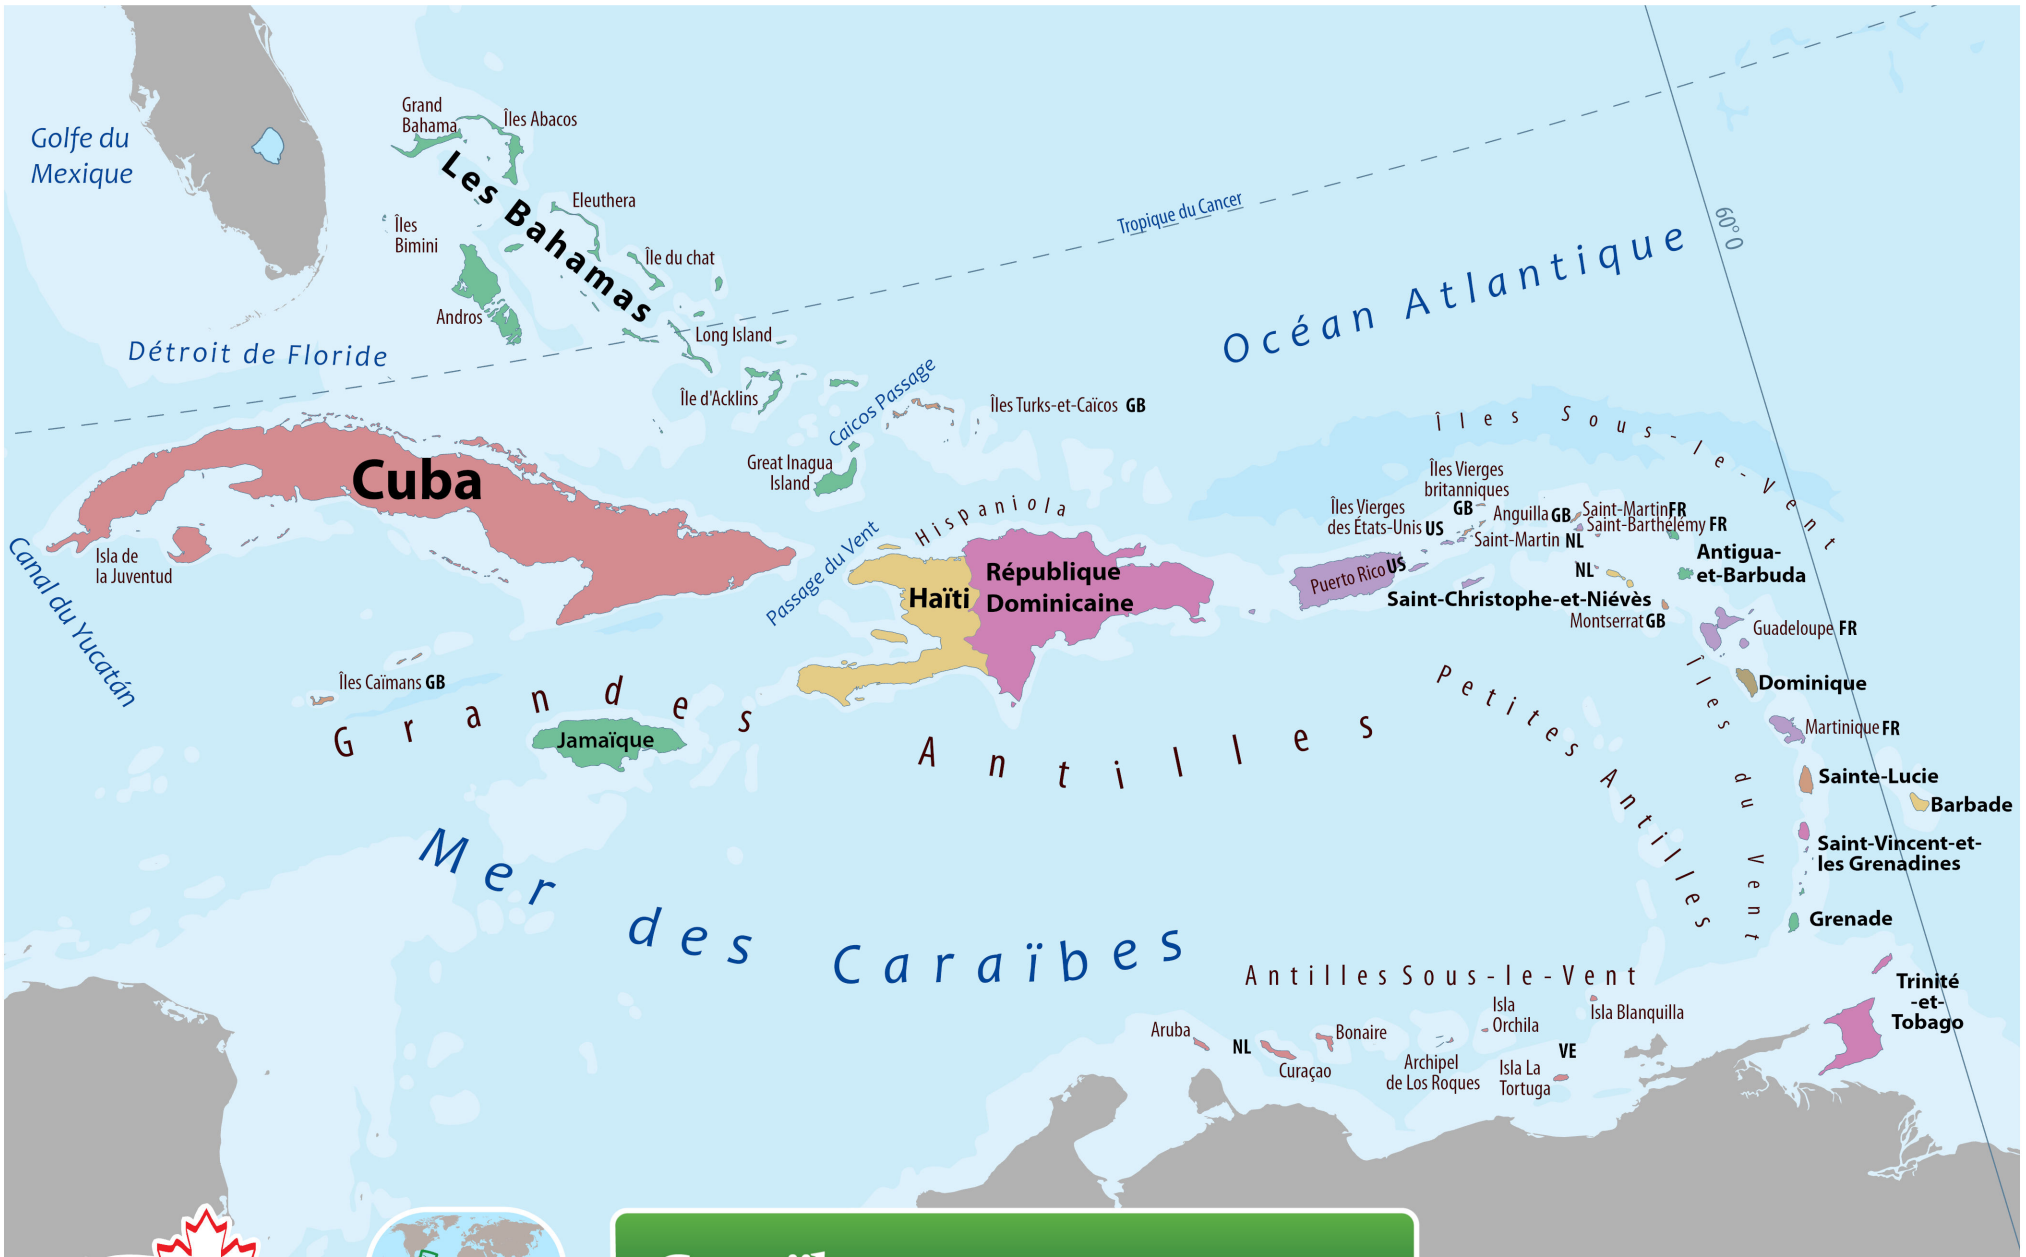 Golfe du
Mexique
Grand
Bahama
Îles Abacos
Les Bahamas
Eleuthera
Îles
Bimini
Île du chat
Andros
Long Island
Détroit de Floride
Île d'Acklins
Caicos Passage
Îles Turks-et-Caïcos GB
Tropique du Cancer
60° O
Océan Atlantique
Cuba
Isla de
la Juventud
Canal du Yucatán
Great Inagua
Island
Passage du Vent
Hispaniola
Haïti
République
Dominicaine
Îles Sous-le-Vent
Îles Vierges
britanniques
GB
Îles Vierges
des États-Unis US
Anguilla GB
Saint-Martin FR
Saint-Barthélemy FR
Saint-Martin NL
Antigua-
et-Barbuda
NL
Puerto Rico US
Saint-Christophe-et-Niévès
Montserrat GB
Guadeloupe FR
Îles Caïmans GB
Grandes Antilles
Jamaïque
Petites Antilles
Îles du Vent
Dominique
Martinique FR
Sainte-Lucie
Barbade
Saint-Vincent-et-
les Grenadines
Grenade
Mer des Caraïbes
Antilles Sous-le-Vent
Trinité
-et-
Tobago
Aruba
NL
Curaçao
Bonaire
Archipel
de Los Roques
Isla
Orchila
Isla Blanquilla
VE
Isla La
Tortuga